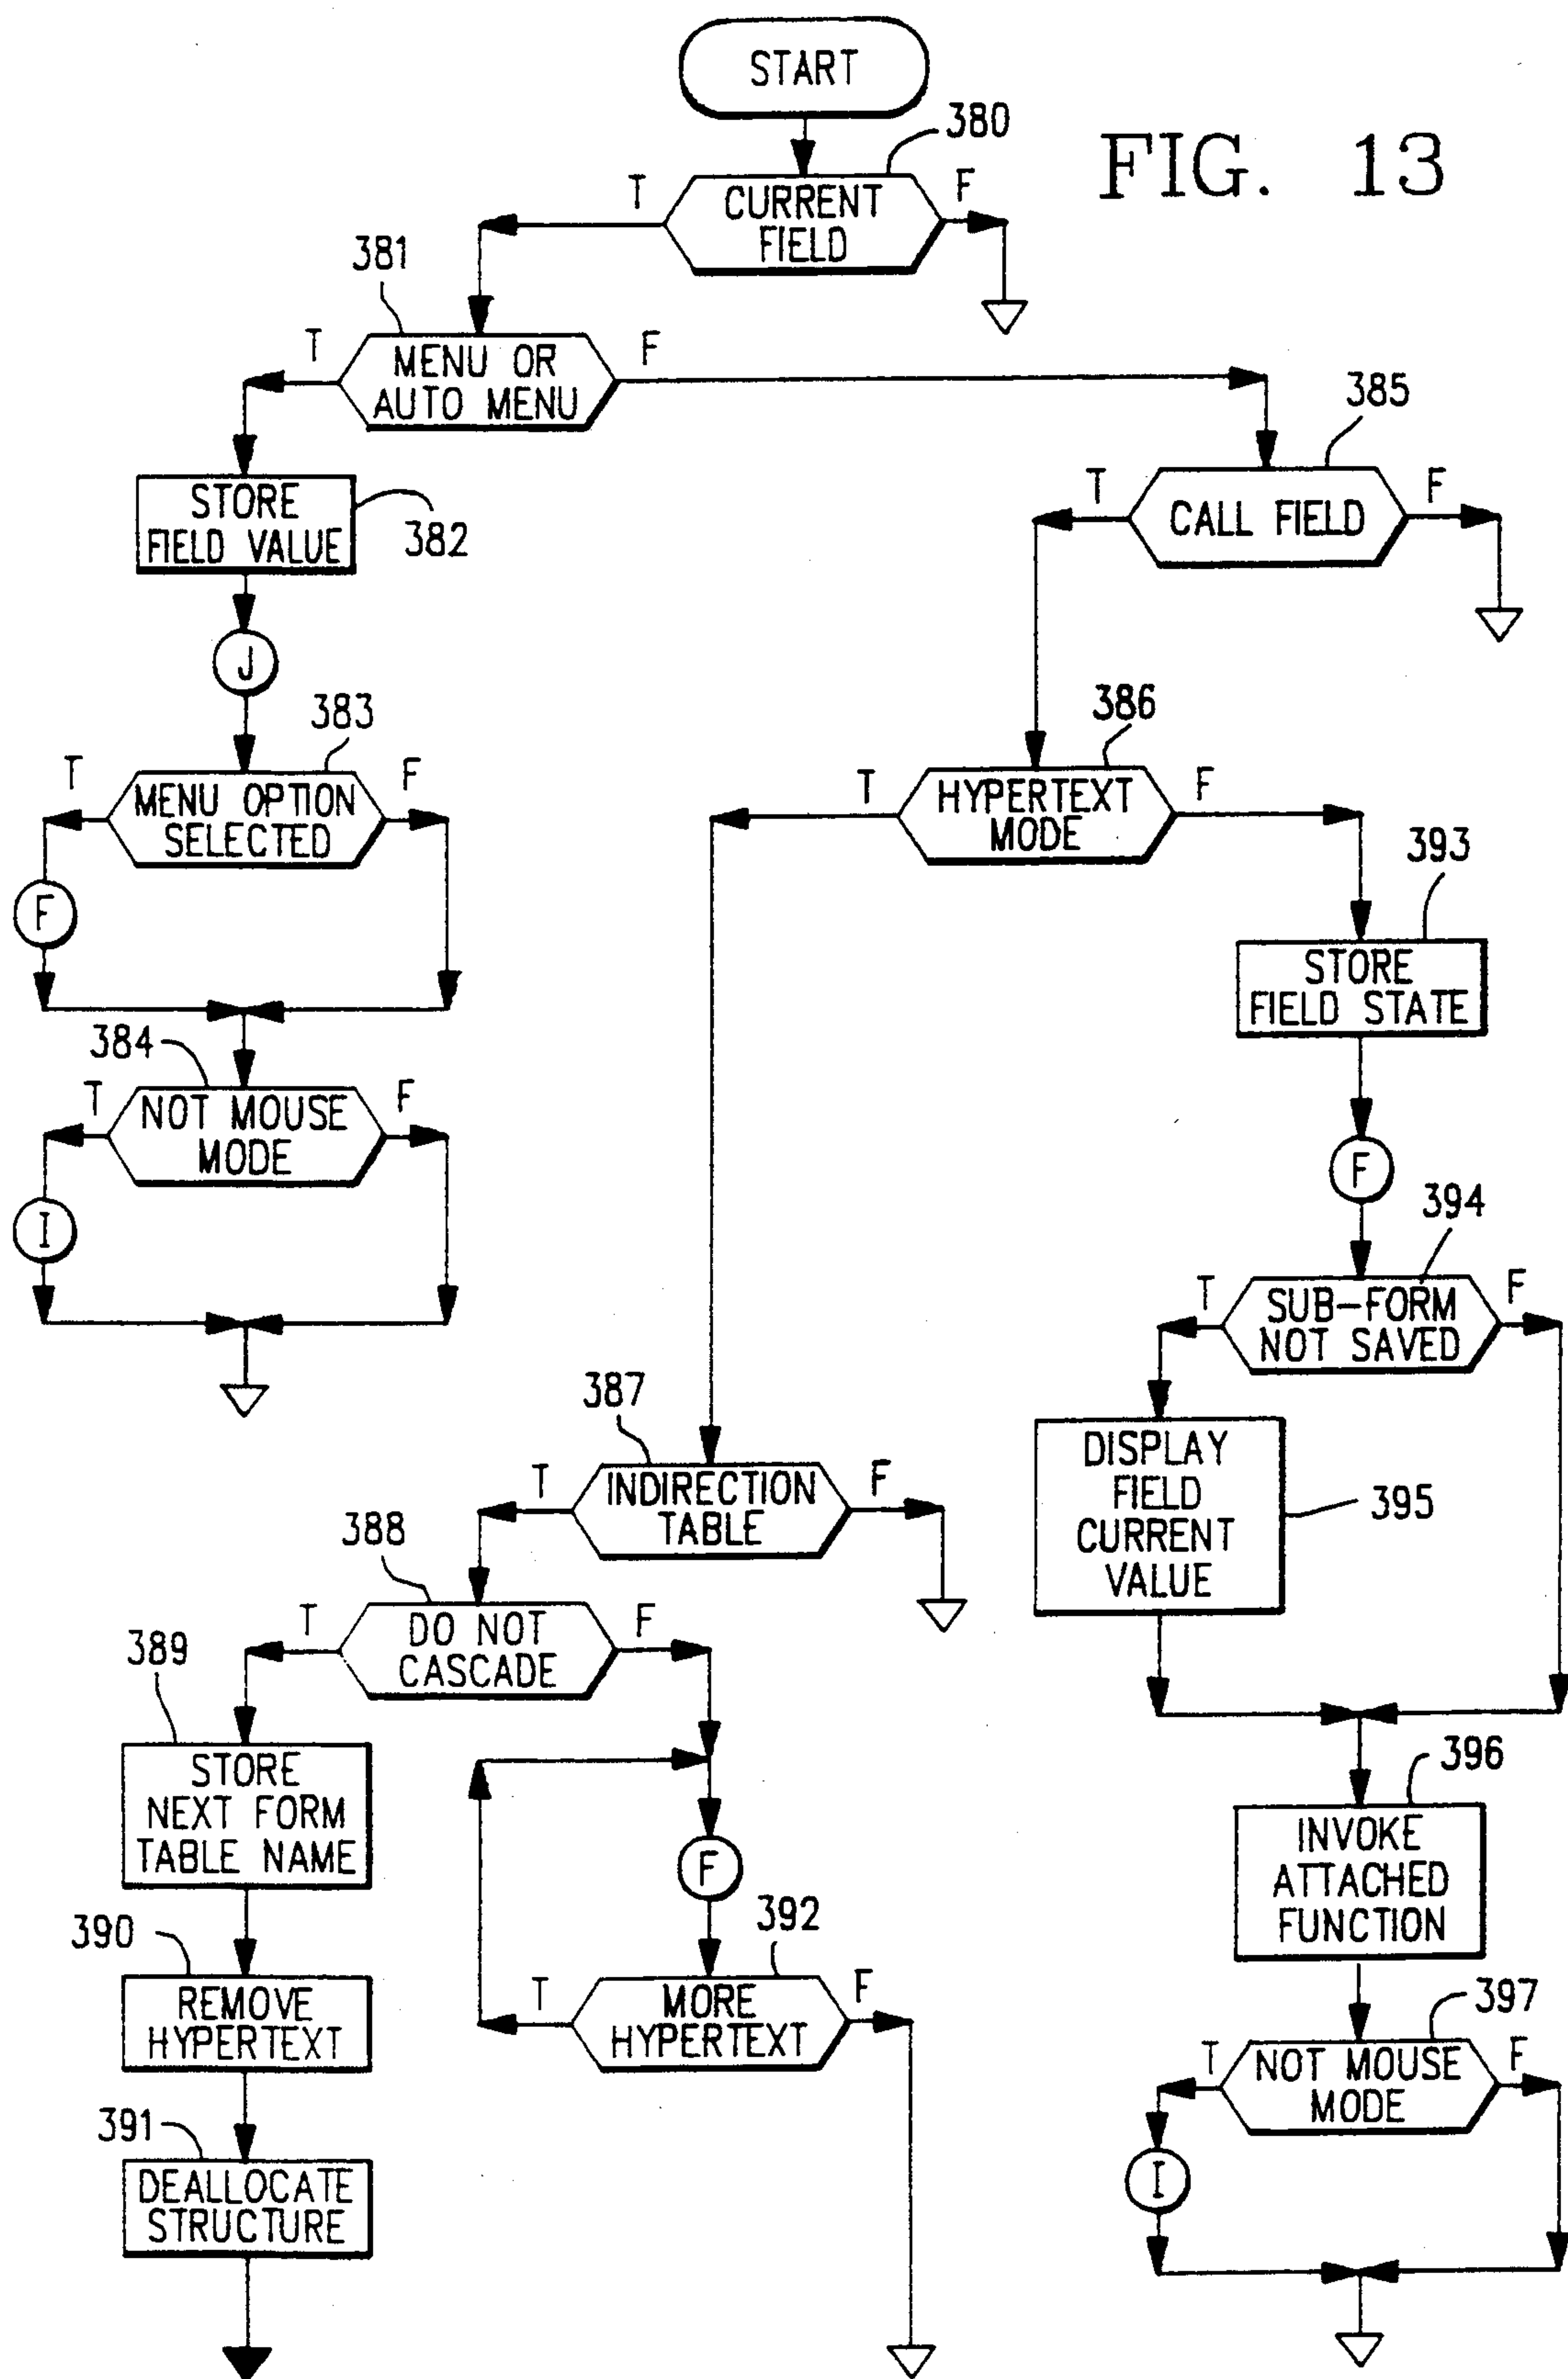 START
380
FIG. 13
T
CURRENT
FIELD
F
381
T
MENU OR
AUTO MENU
F
385
STORE
FIELD VALUE
382
T
CALL FIELD
F
J
383
T
MENU OPTION
SELECTED
F
F
386
T
HYPERTEXT
MODE
F
393
STORE
FIELD STATE
384
T
NOT MOUSE
MODE
F
I
F
394
T
SUB-FORM
NOT SAVED
F
387
T
INDIRECTION
TABLE
F
DISPLAY
FIELD
CURRENT
VALUE
395
388
T
DO NOT
CASCADE
F
389
STORE
NEXT FORM
TABLE NAME
F
396
INVOKE
ATTACHED
FUNCTION
390
REMOVE
HYPERTEXT
392
T
MORE
HYPERTEXT
F
397
T
NOT MOUSE
MODE
F
391
DEALLOCATE
STRUCTURE
I